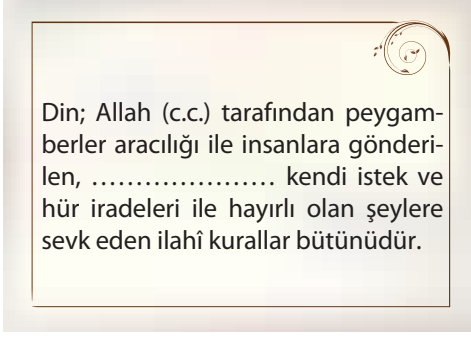 Din; Allah (c.c.) tarafından peygam-
berler aracılığı ile insanlara gönderi-
len, ………………… kendi istek ve
hür iradeleri ile hayırlı olan şeylere
sevk eden ilahî kurallar bütünüdür.